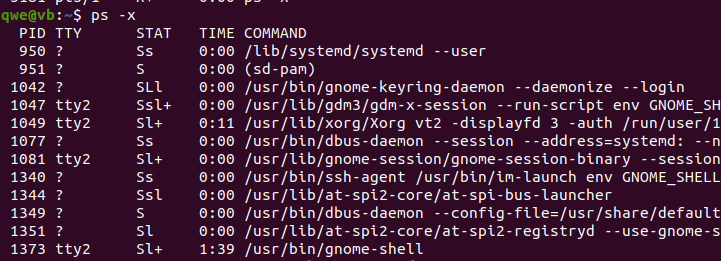 qwe@vb:~$ ps -x
PID TTY STAT TIME COMMAND
950 ? Ss 0:00 /lib/systemd/systemd --user
951 ? S 0:00 (sd-pam)
1042 ? SLl 0:00 /usr/bin/gnome-keyring-daemon --daemonize --login
1047 tty2 Ssl+ 0:00 /usr/lib/gdm3/gdm-x-session --run-script env GNOME_SH
1049 tty2 Sl+ 0:11 /usr/lib/xorg/Xorg vt2 -displayfd 3 -auth /run/user/1
1077 ? Ss 0:00 /usr/bin/dbus-daemon --session --address=systemd: --n
1081 tty2 Sl+ 0:00 /usr/lib/gnome-session/gnome-session-binary --session
1340 ? Ss 0:00 /usr/bin/ssh-agent /usr/bin/im-launch env GNOME_SHELL
1344 ? Ssl 0:00 /usr/lib/at-spi2-core/at-spi-bus-launcher
1349 ? S 0:00 /usr/bin/dbus-daemon --config-file=/usr/share/default
1351 ? Sl 0:00 /usr/lib/at-spi2-core/at-spi2-registryd --use-gnome-s
1373 tty2 Sl+ 1:39 /usr/bin/gnome-shell